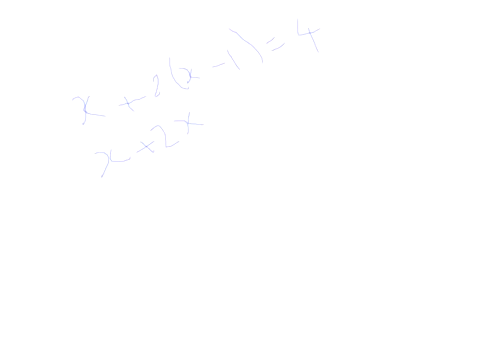 x + 2(x - 1) = 4
x + 2x